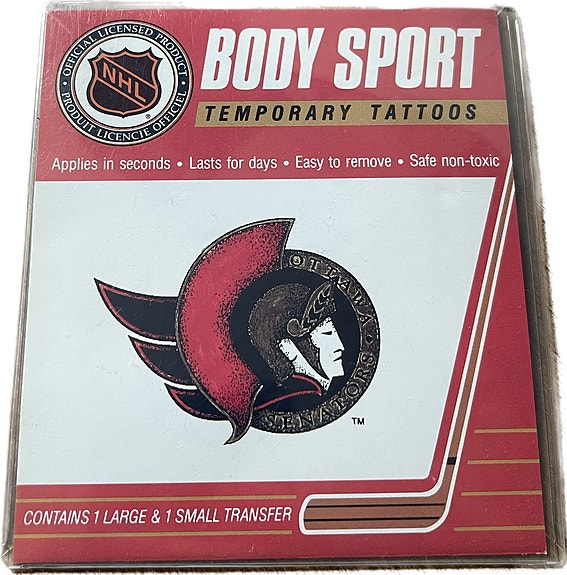 OFFICIAL LICENSED PRODUCT
NHL
®
PRODUIT LICENCIE OFFICIEL
BODY SPORT
TEMPORARY TATTOOS
Applies in seconds • Lasts for days • Easy to remove • Safe non-toxic
OTTAWA
SENATORS
TM
CONTAINS 1 LARGE & 1 SMALL TRANSFER